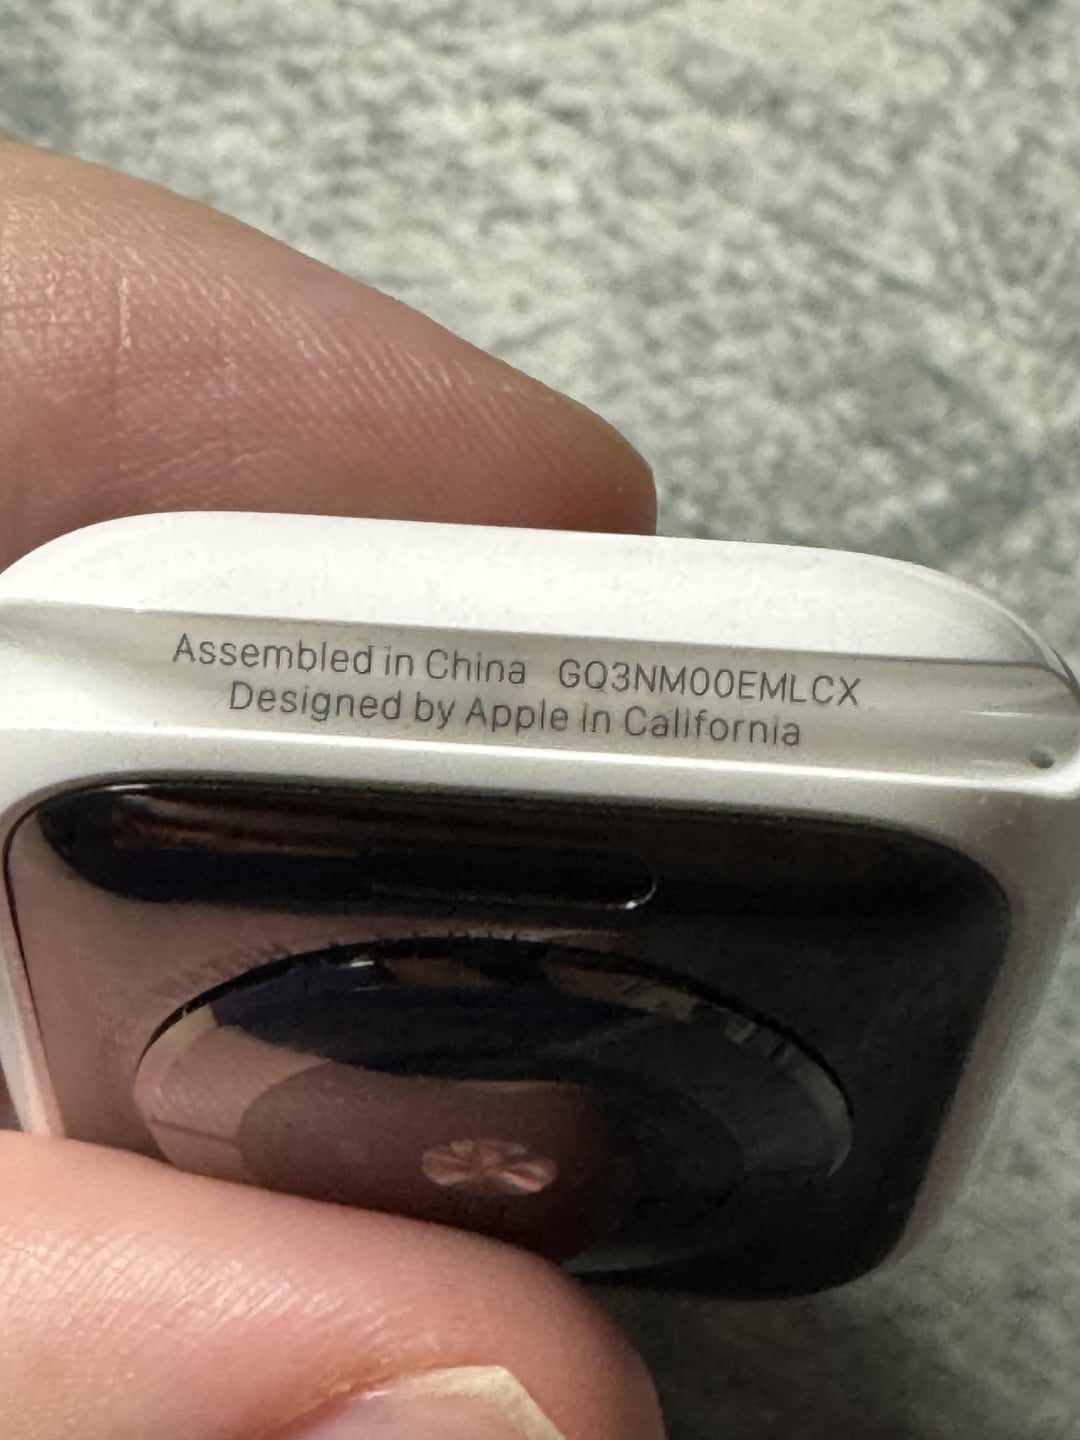 Assembled in China GQ3NM00EMLCX
Designed by Apple in California